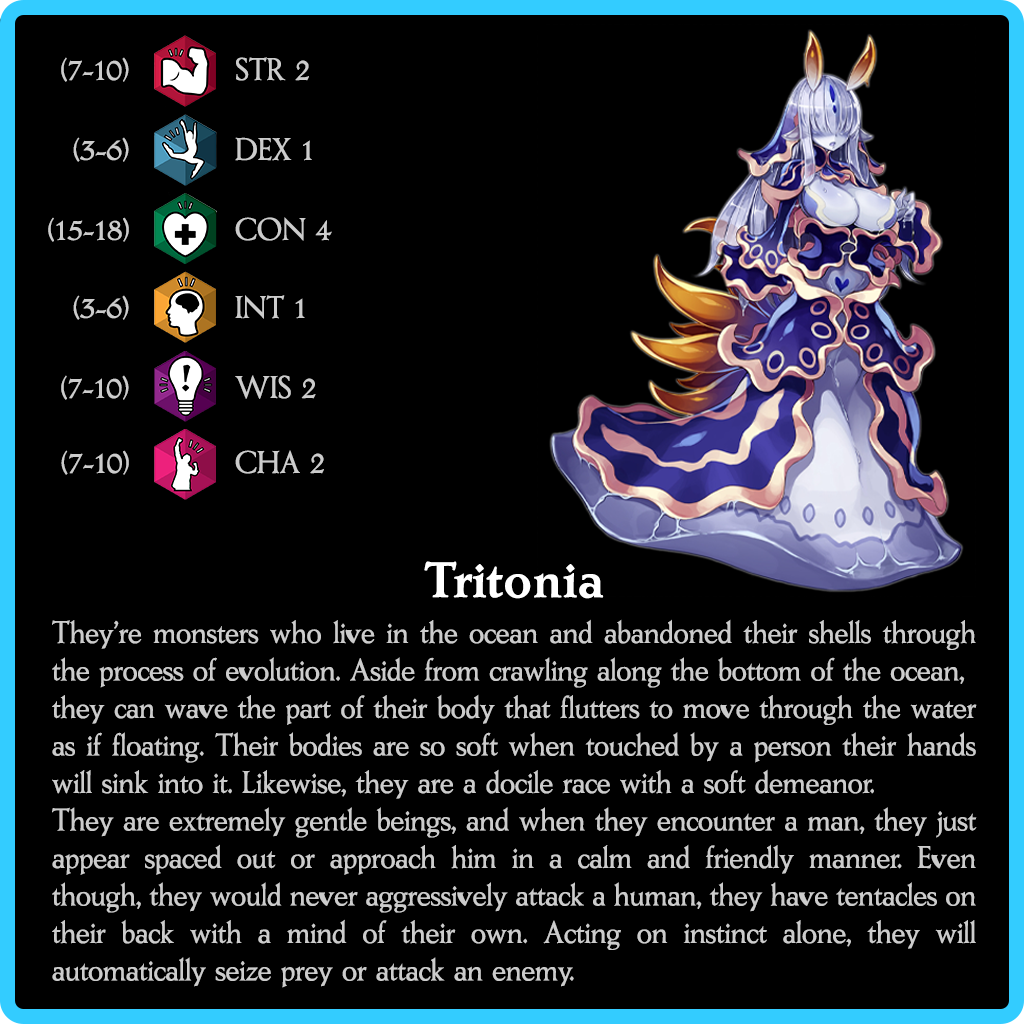 (7-10) STR 2
(3-6) DEX 1
(15-18) CON 4
(3-6) INT 1
(7-10) WIS 2
(7-10) CHA 2
Tritonia
They're monsters who live in the ocean and abandoned their shells through
the process of evolution. Aside from crawling along the bottom of the ocean,
they can wave the part of their body that flutters to move through the water
as if floating. Their bodies are so soft when touched by a person their hands
will sink into it. Likewise, they are a docile race with a soft demeanor.
They are extremely gentle beings, and when they encounter a man, they just
appear spaced out or approach him in a calm and friendly manner. Even
though, they would never aggressively attack a human, they have tentacles on
their back with a mind of their own. Acting on instinct alone, they will
automatically seize prey or attack an enemy.